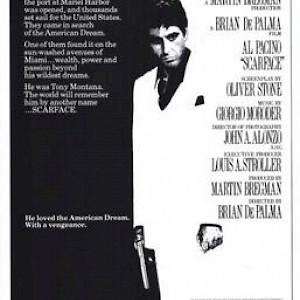 the port at Mariel Harbor
was opened, and thousands
set sail for the United States.
They came in search
of the American Dream.
One of them found it on the
sun-washed avenues of
Miami...wealth, power and
passion beyond
his wildest dreams.
He was Tony Montana.
The world will remember
him by another name
...SCARFACE.
He loved the American Dream.
With a vengeance.
A MARTIN BREGMAN
PRODUCTION
A
BRIAN DE PALMA
FILM
AL PACINO
"SCARFACE"
SCREENPLAY BY
OLIVER STONE
MUSIC BY
GIORGIO MORODER
DIRECTOR OF PHOTOGRAPHY
JOHN A. ALONZO
A.S.C.
EXECUTIVE PRODUCER
LOUIS A. STROLLER
PRODUCED BY
MARTIN BREGMAN
DIRECTED BY
BRIAN DE PALMA